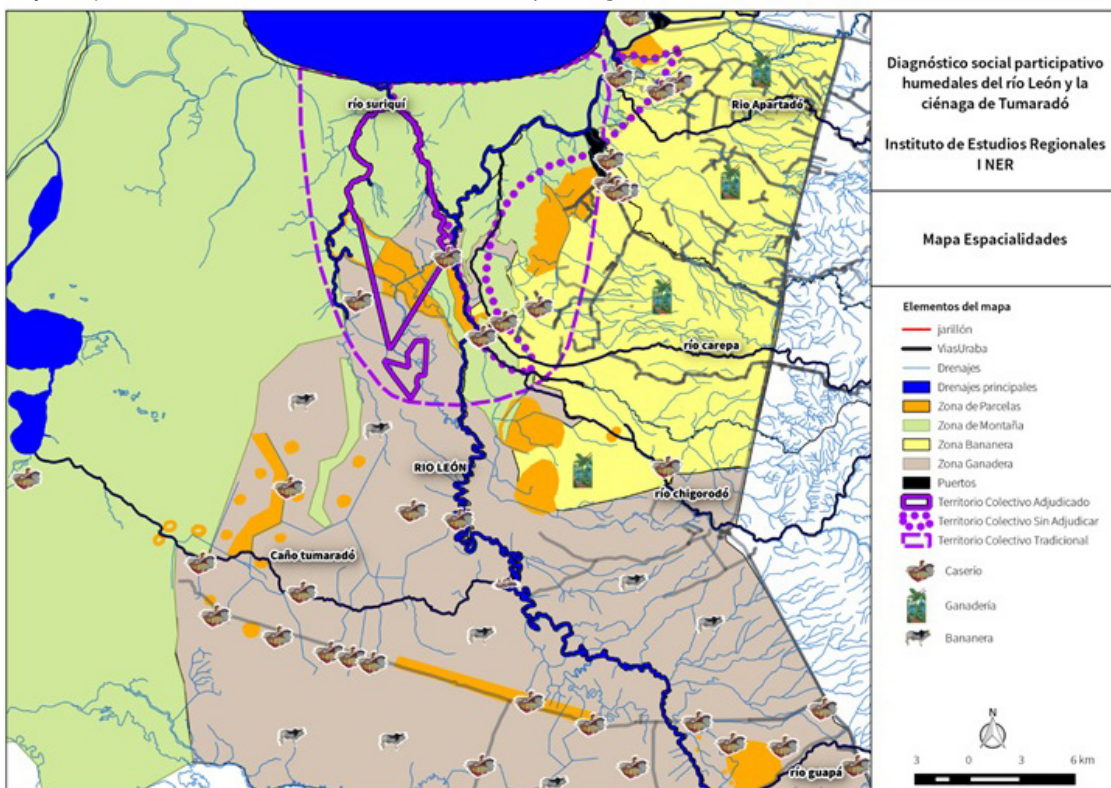 río suriquí
Rio Apartadó
río carepa
RIO LEÓN
río chigorodó
Caño tumaradó
río guapá
Diagnóstico social participativo
humedales del río León y la
ciénaga de Tumaradó
Instituto de Estudios Regionales
I NER
Mapa Espacialidades
Elementos del mapa
jarillón
ViasUraba
Drenajes
Drenajes principales
Zona de Parcelas
Zona de Montaña
Zona Bananera
Zona Ganadera
Puertos
Territorio Colectivo Adjudicado
Territorio Colectivo Sin Adjudicar
Territorio Colectivo Tradicional
Caserío
Ganadería
Bananera
N
3 0 3 6 km